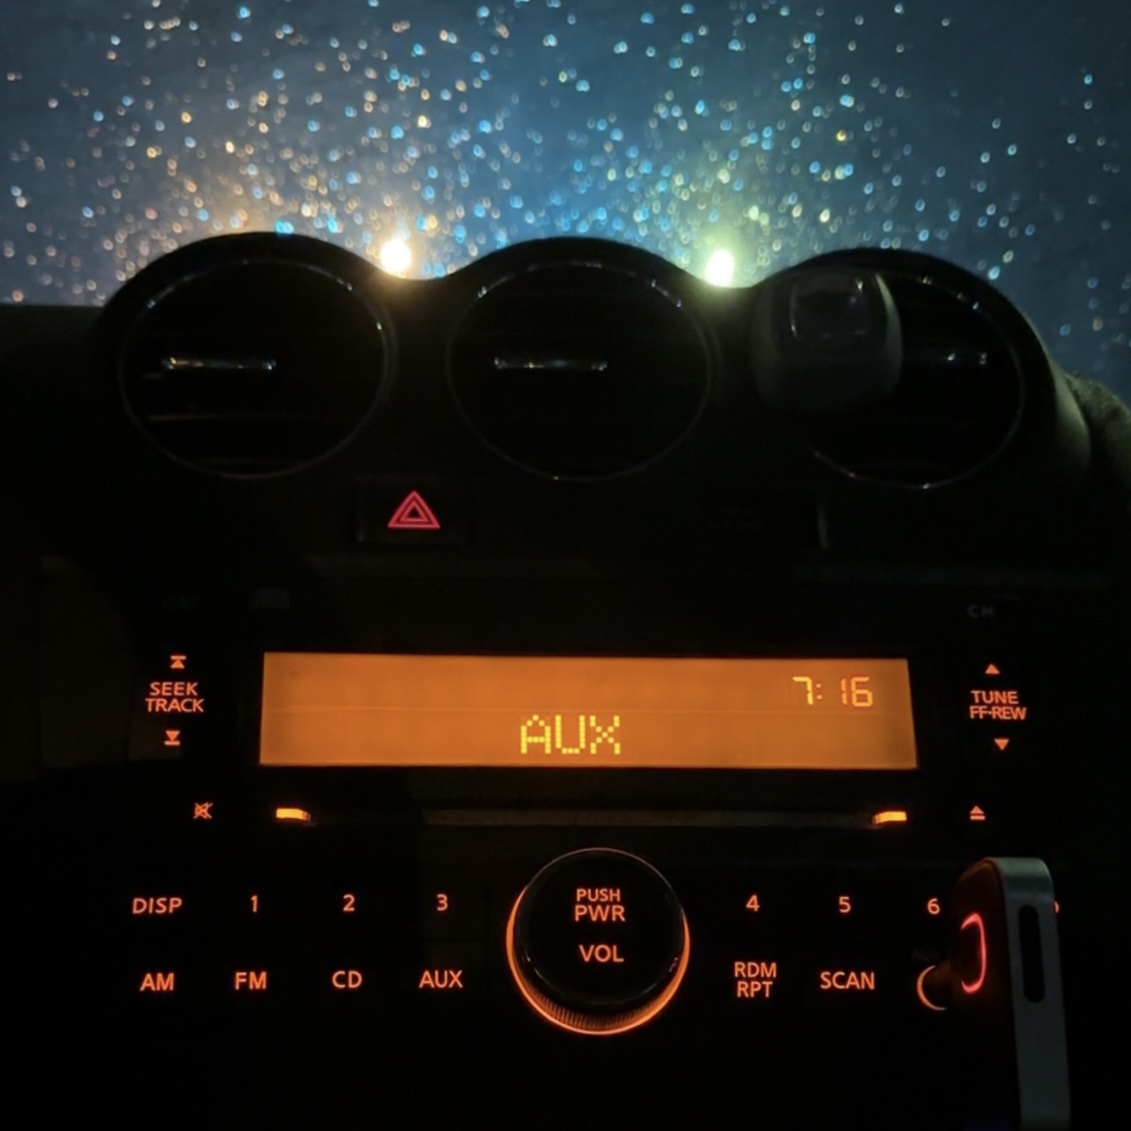 CH
SEEK
TRACK
7:16
AUX
TUNE
FF-REW
DISP
1
2
3
PUSH
PWR
VOL
4
5
6
AM
FM
CD
AUX
RDM
RPT
SCAN